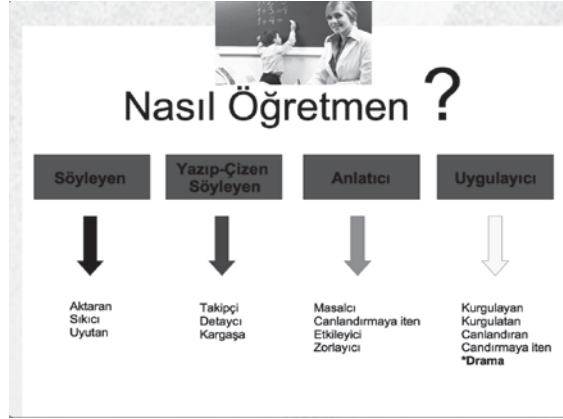 Nasıl Öğretmen ?
Söyleyen
Yazıp-Çizen
Söyleyen
Anlatıcı
Uygulayıcı
Aktaran
Sıkıcı
Uyutan
Takipçi
Detaycı
Kargaşa
Masalcı
Canlandırmaya iten
Etkileyici
Zorlayıcı
Kurgulayan
Kurgulatan
Canlandıran
Candırmaya iten
*Drama